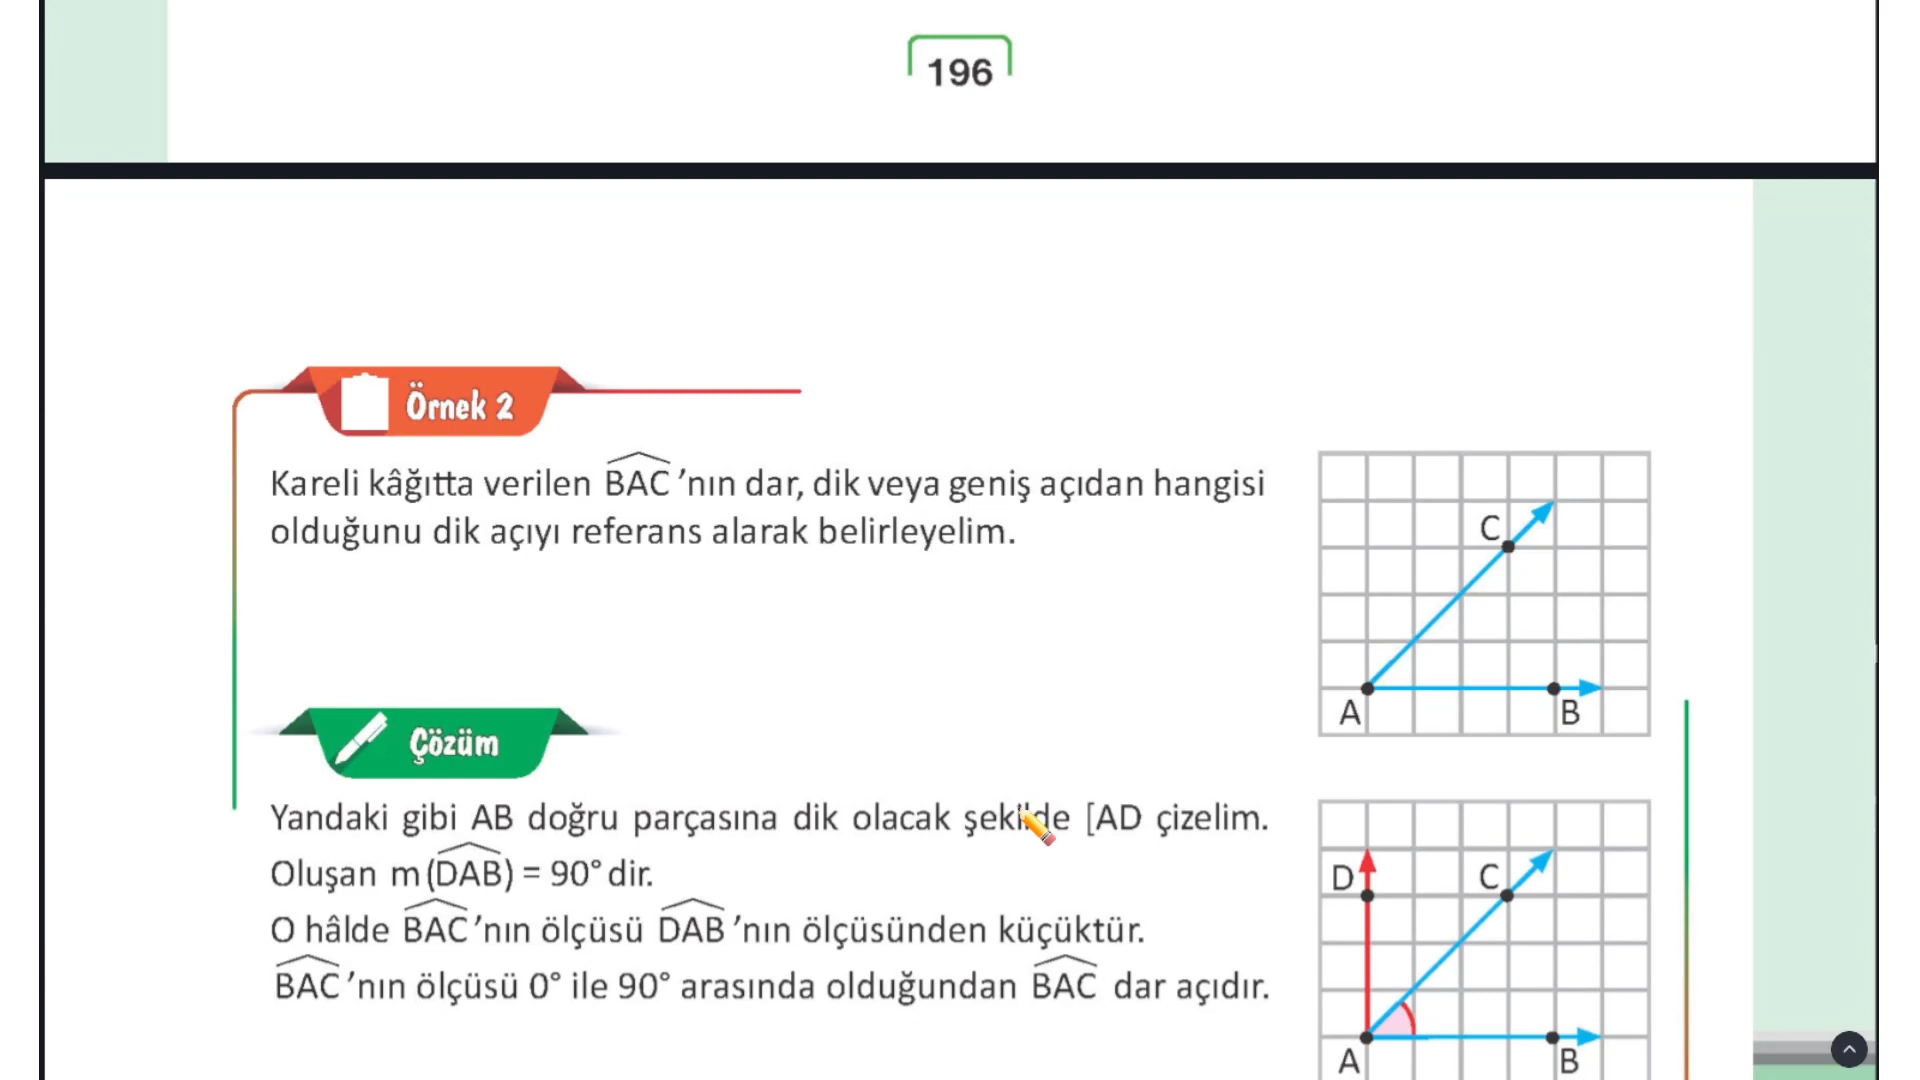 196
Örnek 2
Kareli kâğıtta verilen BAC 'nın dar, dik veya geniş açıdan hangisi
olduğunu dik açıyı referans alarak belirleyelim.
C
A
B
Çözüm
Yandaki gibi AB doğru parçasına dik olacak şekilde [AD çizelim.
Oluşan m (DAB) = 90° dir.
O hâlde BAC 'nın ölçüsü DAB 'nın ölçüsünden küçüktür.
BAC 'nın ölçüsü 0° ile 90° arasında olduğundan BAC dar açıdır.
D
C
A
B